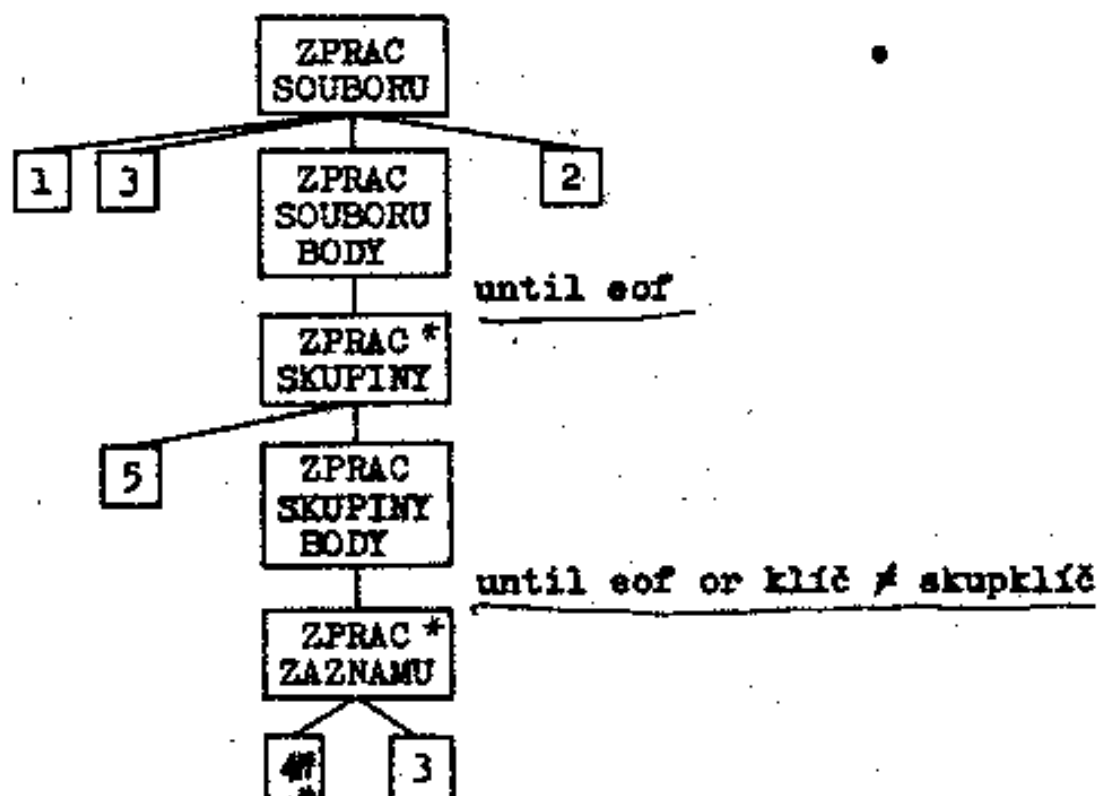 ZPRAC
SOUBORU
1 3
ZPRAC
SOUBORU
BODY
2
until eof
ZPRAC *
SKUPINY
5
ZPRAC
SKUPINY
BODY
until eof or klíč ≠ skupklíč
ZPRAC *
ZAZNAMU
3